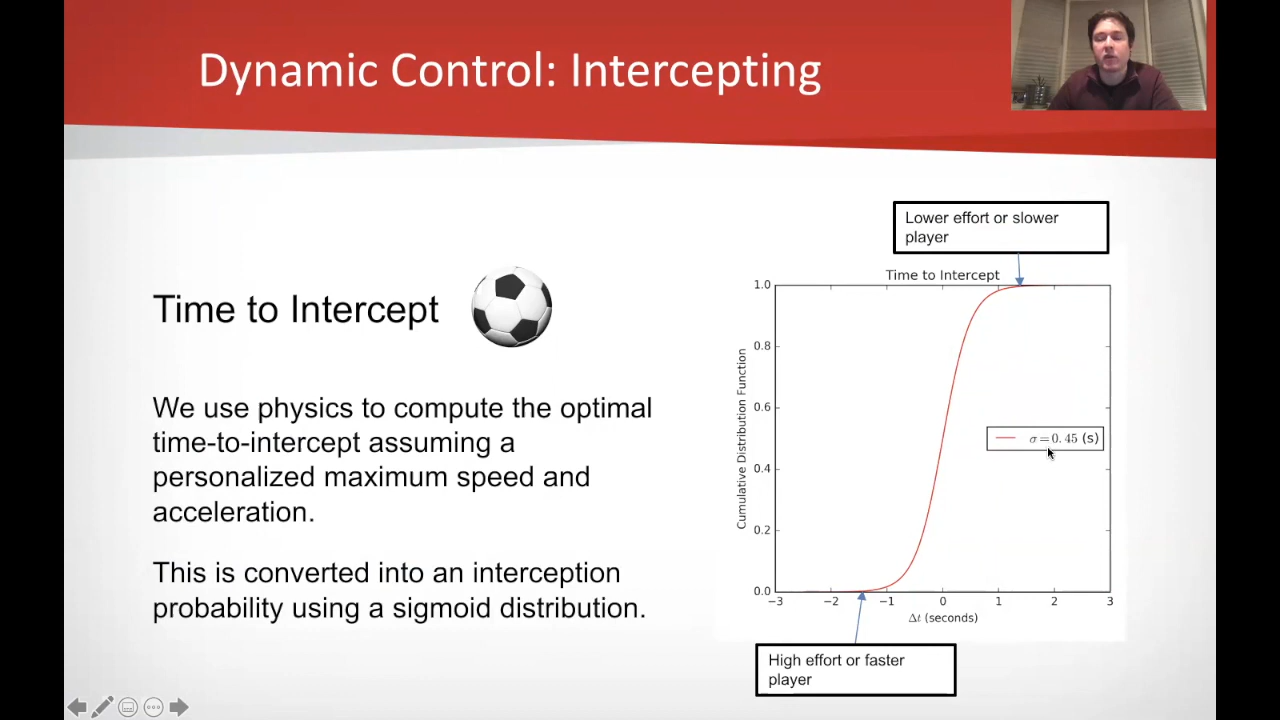 Dynamic Control: Intercepting
Time to Intercept
We use physics to compute the optimal
time-to-intercept assuming a
personalized maximum speed and
acceleration.
This is converted into an interception
probability using a sigmoid distribution.
Lower effort or slower
player
Time to Intercept
1.0
0.8
0.6
0.4
0.2
0.0
Cumulative Distribution Function
σ = 0.45 (s)
−3 −2 −1 0 1 2 3
Δt (seconds)
High effort or faster
player